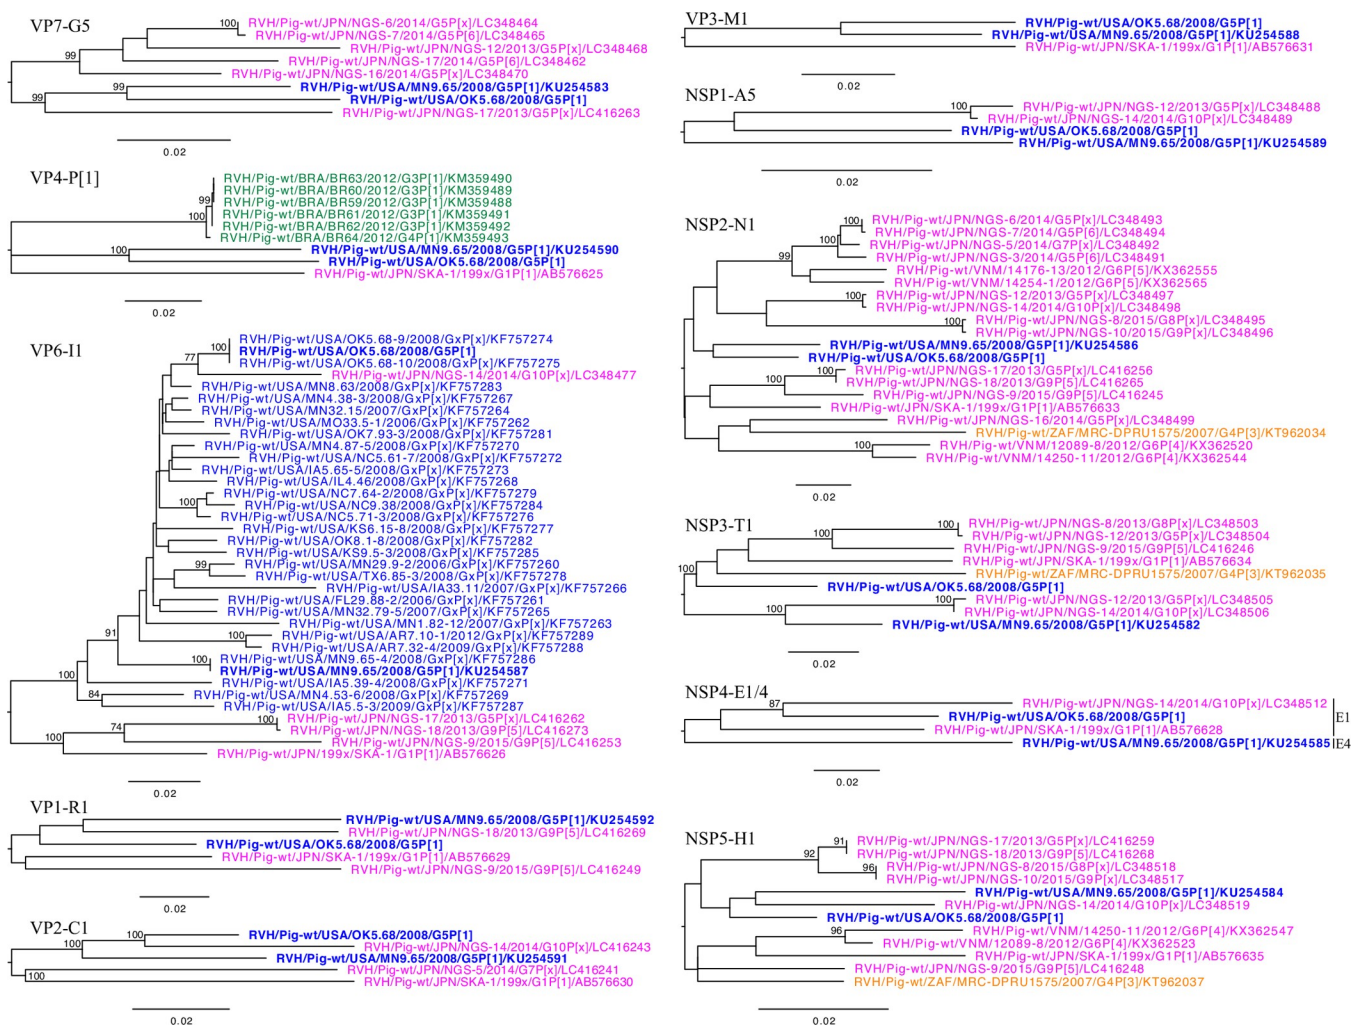 VP7-G5
100
RVH/Pig-wt/JPN/NGS-6/2014/G5P[x]/LC348464
RVH/Pig-wt/JPN/NGS-7/2014/G5P[6]/LC348465
RVH/Pig-wt/JPN/NGS-12/2013/G5P[x]/LC348468
99
RVH/Pig-wt/JPN/NGS-17/2014/G5P[6]/LC348462
RVH/Pig-wt/JPN/NGS-16/2014/G5P[x]/LC348470
99
RVH/Pig-wt/USA/MN9.65/2008/G5P[1]/KU254583
99
RVH/Pig-wt/USA/OK5.68/2008/G5P[1]
RVH/Pig-wt/JPN/NGS-17/2013/G5P[x]/LC416263
0.02
VP4-P[1]
RVH/Pig-wt/BRA/BR63/2012/G3P[1]/KM359490
RVH/Pig-wt/BRA/BR60/2012/G3P[1]/KM359489
99
RVH/Pig-wt/BRA/BR59/2012/G3P[1]/KM359488
100
RVH/Pig-wt/BRA/BR61/2012/G3P[1]/KM359491
RVH/Pig-wt/BRA/BR62/2012/G3P[1]/KM359492
RVH/Pig-wt/BRA/BR64/2012/G4P[1]/KM359493
100
RVH/Pig-wt/USA/MN9.65/2008/G5P[1]/KU254590
RVH/Pig-wt/USA/OK5.68/2008/G5P[1]
RVH/Pig-wt/JPN/SKA-1/199x/G1P[1]/AB576625
0.02
VP6-I1
RVH/Pig-wt/USA/OK5.68-9/2008/GxP[x]/KF757274
100
RVH/Pig-wt/USA/OK5.68/2008/G5P[1]
77
RVH/Pig-wt/USA/OK5.68-10/2008/GxP[x]/KF757275
RVH/Pig-wt/JPN/NGS-14/2014/G10P[x]/LC348477
RVH/Pig-wt/USA/MN8.63/2008/GxP[x]/KF757283
RVH/Pig-wt/USA/MN4.38-3/2008/GxP[x]/KF757267
RVH/Pig-wt/USA/MN32.15/2007/GxP[x]/KF757264
RVH/Pig-wt/USA/MO33.5-1/2006/GxP[x]/KF757262
RVH/Pig-wt/USA/OK7.93-3/2008/GxP[x]/KF757281
RVH/Pig-wt/USA/MN4.87-5/2008/GxP[x]/KF757270
RVH/Pig-wt/USA/NC5.61-7/2008/GxP[x]/KF757272
RVH/Pig-wt/USA/IA5.65-5/2008/GxP[x]/KF757273
RVH/Pig-wt/USA/IL4.46/2008/GxP[x]/KF757268
RVH/Pig-wt/USA/NC7.64-2/2008/GxP[x]/KF757279
100
RVH/Pig-wt/USA/NC9.38/2008/GxP[x]/KF757284
RVH/Pig-wt/USA/NC5.71-3/2008/GxP[x]/KF757276
RVH/Pig-wt/USA/KS6.15-8/2008/GxP[x]/KF757277
RVH/Pig-wt/USA/OK8.1-8/2008/GxP[x]/KF757282
RVH/Pig-wt/USA/KS9.5-3/2008/GxP[x]/KF757285
99
RVH/Pig-wt/USA/MN29.9-2/2006/GxP[x]/KF757260
RVH/Pig-wt/USA/TX6.85-3/2008/GxP[x]/KF757278
RVH/Pig-wt/USA/IA33.11/2007/GxP[x]/KF757266
RVH/Pig-wt/USA/FL29.88-2/2006/GxP[x]/KF757261
RVH/Pig-wt/USA/MN32.79-5/2007/GxP[x]/KF757265
RVH/Pig-wt/USA/MN1.82-12/2007/GxP[x]/KF757263
91
100
RVH/Pig-wt/USA/AR7.10-1/2012/GxP[x]/KF757289
RVH/Pig-wt/USA/AR7.32-4/2009/GxP[x]/KF757288
100
RVH/Pig-wt/USA/MN9.65-4/2008/GxP[x]/KF757286
RVH/Pig-wt/USA/MN9.65/2008/G5P[1]/KU254587
100
RVH/Pig-wt/USA/IA5.39-4/2008/GxP[x]/KF757271
84
RVH/Pig-wt/USA/MN4.53-6/2008/GxP[x]/KF757269
RVH/Pig-wt/USA/IA5.5-3/2009/GxP[x]/KF757287
100
RVH/Pig-wt/JPN/NGS-17/2013/G5P[x]/LC416262
74
RVH/Pig-wt/JPN/NGS-18/2013/G9P[5]/LC416273
100
RVH/Pig-wt/JPN/NGS-9/2015/G9P[5]/LC416253
RVH/Pig-wt/JPN/199x/SKA-1/G1P[1]/AB576626
0.02
VP1-R1
RVH/Pig-wt/USA/MN9.65/2008/G5P[1]/KU254592
RVH/Pig-wt/JPN/NGS-18/2013/G9P[5]/LC416269
RVH/Pig-wt/USA/OK5.68/2008/G5P[1]
RVH/Pig-wt/JPN/SKA-1/199x/G1P[1]/AB576629
RVH/Pig-wt/JPN/NGS-9/2015/G9P[5]/LC416249
0.02
VP2-C1
100
RVH/Pig-wt/USA/OK5.68/2008/G5P[1]
100
RVH/Pig-wt/JPN/NGS-14/2014/G10P[x]/LC416243
RVH/Pig-wt/USA/MN9.65/2008/G5P[1]/KU254591
RVH/Pig-wt/JPN/NGS-5/2014/G7P[x]/LC416241
100
RVH/Pig-wt/JPN/SKA-1/199x/G1P[1]/AB576630
0.02
VP3-M1
RVH/Pig-wt/USA/OK5.68/2008/G5P[1]
RVH/Pig-wt/USA/MN9.65/2008/G5P[1]/KU254588
RVH/Pig-wt/JPN/SKA-1/199x/G1P[1]/AB576631
0.02
NSP1-A5
100
RVH/Pig-wt/JPN/NGS-12/2013/G5P[x]/LC348488
RVH/Pig-wt/JPN/NGS-14/2014/G10P[x]/LC348489
RVH/Pig-wt/USA/OK5.68/2008/G5P[1]
RVH/Pig-wt/USA/MN9.65/2008/G5P[1]/KU254589
0.02
NSP2-N1
100
RVH/Pig-wt/JPN/NGS-6/2014/G5P[x]/LC348493
RVH/Pig-wt/JPN/NGS-7/2014/G5P[6]/LC348494
100
RVH/Pig-wt/JPN/NGS-5/2014/G7P[x]/LC348492
99
RVH/Pig-wt/JPN/NGS-3/2014/G5P[6]/LC348491
RVH/Pig-wt/VNM/14176-13/2012/G6P[5]/KX362555
RVH/Pig-wt/VNM/14254-1/2012/G6P[5]/KX362565
100
RVH/Pig-wt/JPN/NGS-12/2013/G5P[x]/LC348497
RVH/Pig-wt/JPN/NGS-14/2014/G10P[x]/LC348498
100
RVH/Pig-wt/JPN/NGS-8/2015/G8P[x]/LC348495
RVH/Pig-wt/JPN/NGS-10/2015/G9P[x]/LC348496
RVH/Pig-wt/USA/MN9.65/2008/G5P[1]/KU254586
RVH/Pig-wt/USA/OK5.68/2008/G5P[1]
100
RVH/Pig-wt/JPN/NGS-17/2013/G5P[x]/LC416256
100
RVH/Pig-wt/JPN/NGS-18/2013/G9P[5]/LC416265
RVH/Pig-wt/JPN/NGS-9/2015/G9P[5]/LC416245
RVH/Pig-wt/JPN/SKA-1/199x/G1P[1]/AB576633
RVH/Pig-wt/JPN/NGS-16/2014/G5P[x]/LC348499
RVH/Pig-wt/ZAF/MRC-DPRU1575/2007/G4P[3]/KT962034
100
RVH/Pig-wt/VNM/12089-8/2012/G6P[4]/KX362520
RVH/Pig-wt/VNM/14250-11/2012/G6P[4]/KX362544
0.02
NSP3-T1
100
RVH/Pig-wt/JPN/NGS-8/2013/G8P[x]/LC348503
100
RVH/Pig-wt/JPN/NGS-12/2013/G5P[x]/LC348504
RVH/Pig-wt/JPN/NGS-9/2015/G9P[5]/LC416246
RVH/Pig-wt/JPN/SKA-1/199x/G1P[1]/AB576634
100
RVH/Pig-wt/ZAF/MRC-DPRU1575/2007/G4P[3]/KT962035
RVH/Pig-wt/USA/OK5.68/2008/G5P[1]
100
RVH/Pig-wt/JPN/NGS-12/2013/G5P[x]/LC348505
100
RVH/Pig-wt/JPN/NGS-14/2014/G10P[x]/LC348506
RVH/Pig-wt/USA/MN9.65/2008/G5P[1]/KU254582
0.02
NSP4-E1/4
87
RVH/Pig-wt/JPN/NGS-14/2014/G10P[x]/LC348512
RVH/Pig-wt/USA/OK5.68/2008/G5P[1]
E1
RVH/Pig-wt/JPN/SKA-1/199x/G1P[1]/AB576628
RVH/Pig-wt/USA/MN9.65/2008/G5P[1]/KU254585
E4
0.02
NSP5-H1
91
RVH/Pig-wt/JPN/NGS-17/2013/G5P[x]/LC416259
92
RVH/Pig-wt/JPN/NGS-18/2013/G9P[5]/LC416268
96
RVH/Pig-wt/JPN/NGS-8/2015/G8P[x]/LC348518
RVH/Pig-wt/JPN/NGS-10/2015/G9P[x]/LC348517
RVH/Pig-wt/USA/MN9.65/2008/G5P[1]/KU254584
RVH/Pig-wt/JPN/NGS-14/2014/G10P[x]/LC348519
RVH/Pig-wt/USA/OK5.68/2008/G5P[1]
96
RVH/Pig-wt/VNM/14250-11/2012/G6P[4]/KX362547
RVH/Pig-wt/VNM/12089-8/2012/G6P[4]/KX362523
RVH/Pig-wt/JPN/SKA-1/199x/G1P[1]/AB576635
RVH/Pig-wt/JPN/NGS-9/2015/G9P[5]/LC416248
RVH/Pig-wt/ZAF/MRC-DPRU1575/2007/G4P[3]/KT962037
0.02